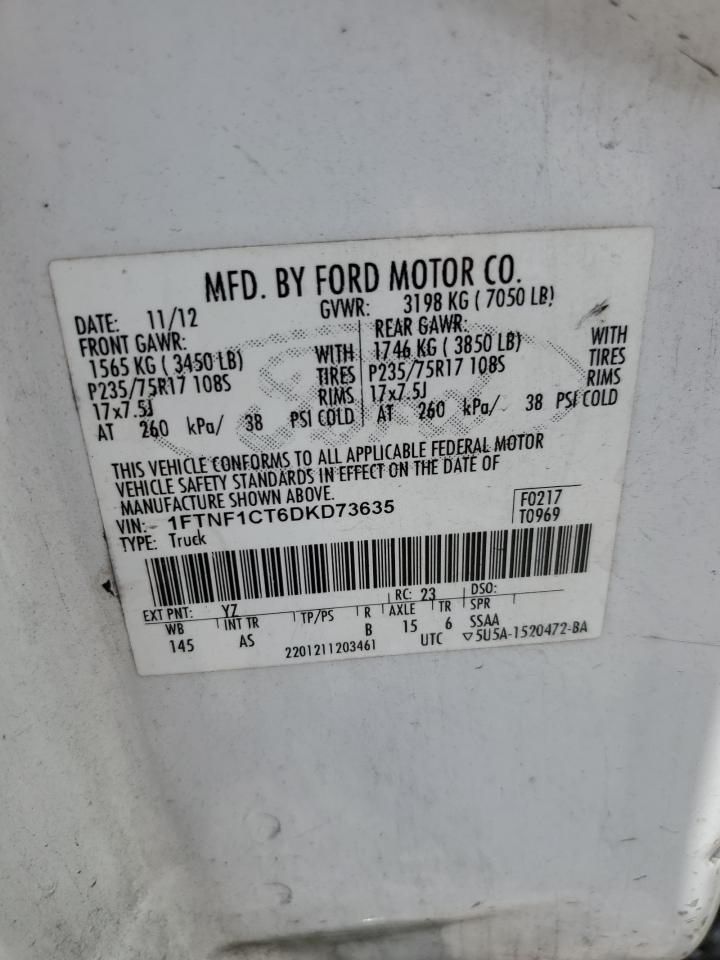 MFD. BY FORD MOTOR CO.
DATE: 11/12 GVWR: 3198 KG ( 7050 LB)
FRONT GAWR: REAR GAWR:
1565 KG ( 3450 LB) WITH 1746 KG ( 3850 LB) WITH
P235/75R17 108S TIRES P235/75R17 108S TIRES
17x7.5J RIMS 17x7.5J RIMS
AT 260 kPa/ 38 PSI COLD AT 260 kPa/ 38 PSI COLD
THIS VEHICLE CONFORMS TO ALL APPLICABLE FEDERAL MOTOR
VEHICLE SAFETY STANDARDS IN EFFECT ON THE DATE OF
MANUFACTURE SHOWN ABOVE.
VIN: 1FTNF1CT6DKD73635 F0217
TYPE: Truck T0969
EXT PNT: YZ RC: 23 DSO:
WB INT TR TP/PS R AXLE TR SPR
145 AS B 15 6 SSAA
2201211203461 UTC ▽5U5A-1520472-BA